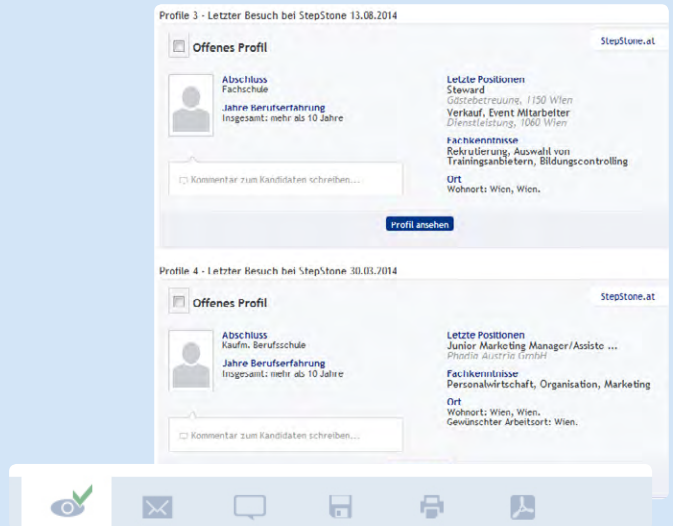 Profile 3 - Letzter Besuch bei StepStone 13.08.2014
StepStone.at
Offenes Profil
Abschluss
Fachschule
Jahre Berufserfahrung
Insgesamt: mehr als 10 Jahre
Kommentar zum Kandidaten schreiben...
Letzte Positionen
Steward
Gästebetreuung, 1150 Wien
Verkauf, Event Mitarbeiter
Dienstleistung, 1060 Wien
Fachkenntnisse
Rekrutierung, Auswahl von
Trainingsanbietern, Bildungscontrolling
Ort
Wohnort: Wien, Wien.
Profil ansehen
Profile 4 - Letzter Besuch bei StepStone 30.03.2014
StepStone.at
Offenes Profil
Abschluss
Kaufm. Berufsschule
Jahre Berufserfahrung
Insgesamt: mehr als 10 Jahre
Kommentar zum Kandidaten schreiben...
Letzte Positionen
Junior Marketing Manager/Assiste ...
Phadia Austria GmbH
Fachkenntnisse
Personalwirtschaft, Organisation, Marketing
Ort
Wohnort: Wien, Wien.
Gewünschter Arbeitsort: Wien.